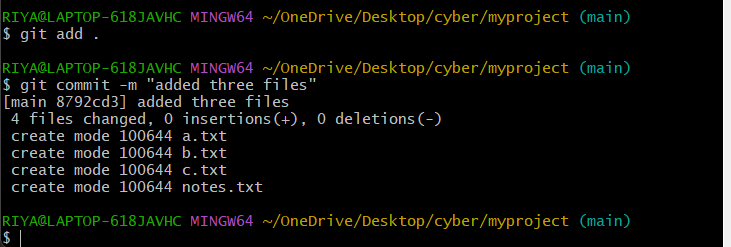 RIYA@LAPTOP-618JAVHC MINGW64 ~/OneDrive/Desktop/cyber/myproject (main)
$ git add .
RIYA@LAPTOP-618JAVHC MINGW64 ~/OneDrive/Desktop/cyber/myproject (main)
$ git commit -m "added three files"
[main 8792cd3] added three files
 4 files changed, 0 insertions(+), 0 deletions(-)
 create mode 100644 a.txt
 create mode 100644 b.txt
 create mode 100644 c.txt
 create mode 100644 notes.txt
RIYA@LAPTOP-618JAVHC MINGW64 ~/OneDrive/Desktop/cyber/myproject (main)
$